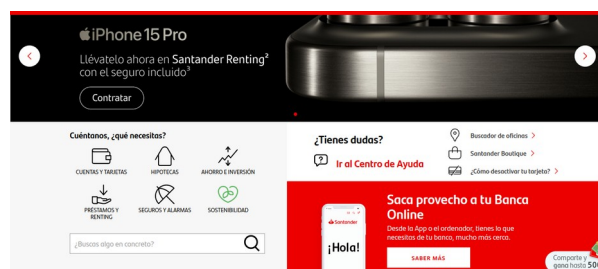 iPhone 15 Pro
Llévatelo ahora en Santander Renting²
con el seguro incluido³
Contratar
Cuéntanos, ¿qué necesitas?
CUENTAS Y TARJETAS
HIPOTECAS
AHORRO E INVERSIÓN
PRÉSTAMOS Y
RENTING
SEGUROS Y ALARMAS
SOSTENIBILIDAD
¿Buscas algo en concreto?
¿Tienes dudas?
Ir al Centro de Ayuda
Buscador de oficinas
Santander Boutique
¿Cómo desactivar tu tarjeta?
Santander
¡Hola!
Saca provecho a tu Banca
Online
Desde la App o el ordenador, tienes lo que
necesitas de tu banco, mucho más cerca.
SABER MÁS
Comparte y
gana hasta 500